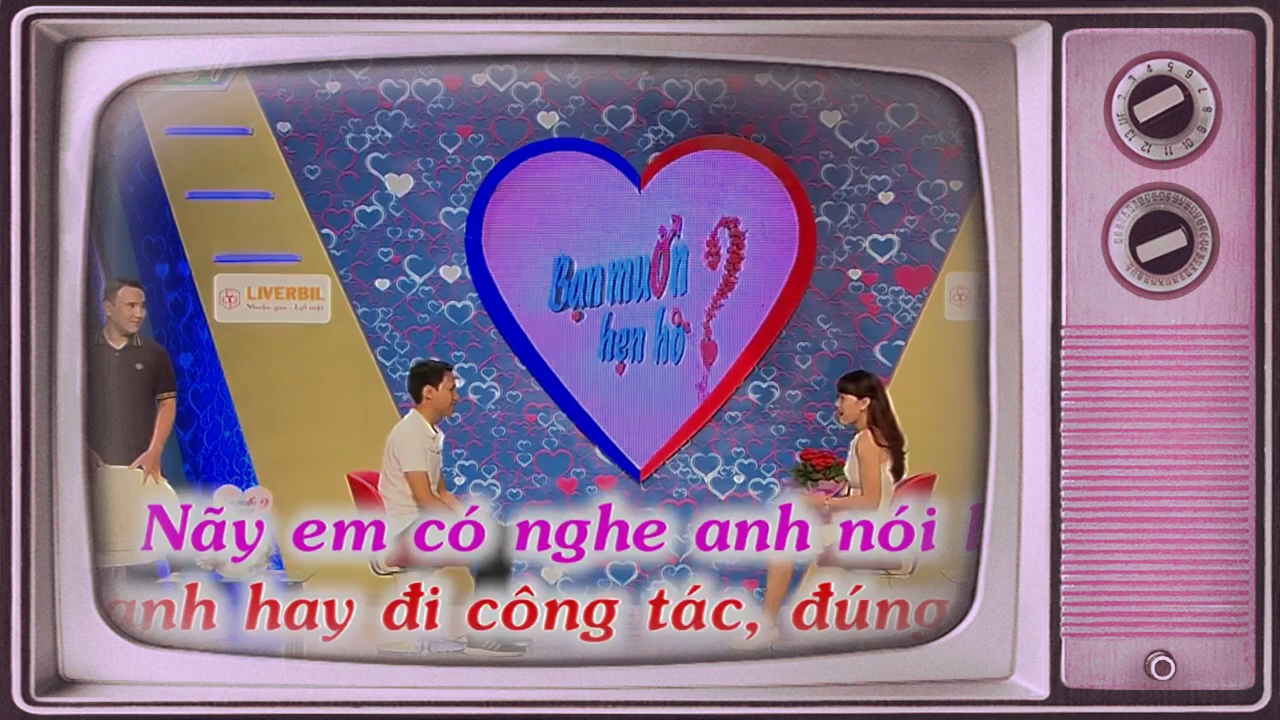 LIVERBIL
Nhuận gan - Lợi mật
Bạn muốn
hẹn hò ?
Nãy em có nghe anh nói
anh hay đi công tác, đúng